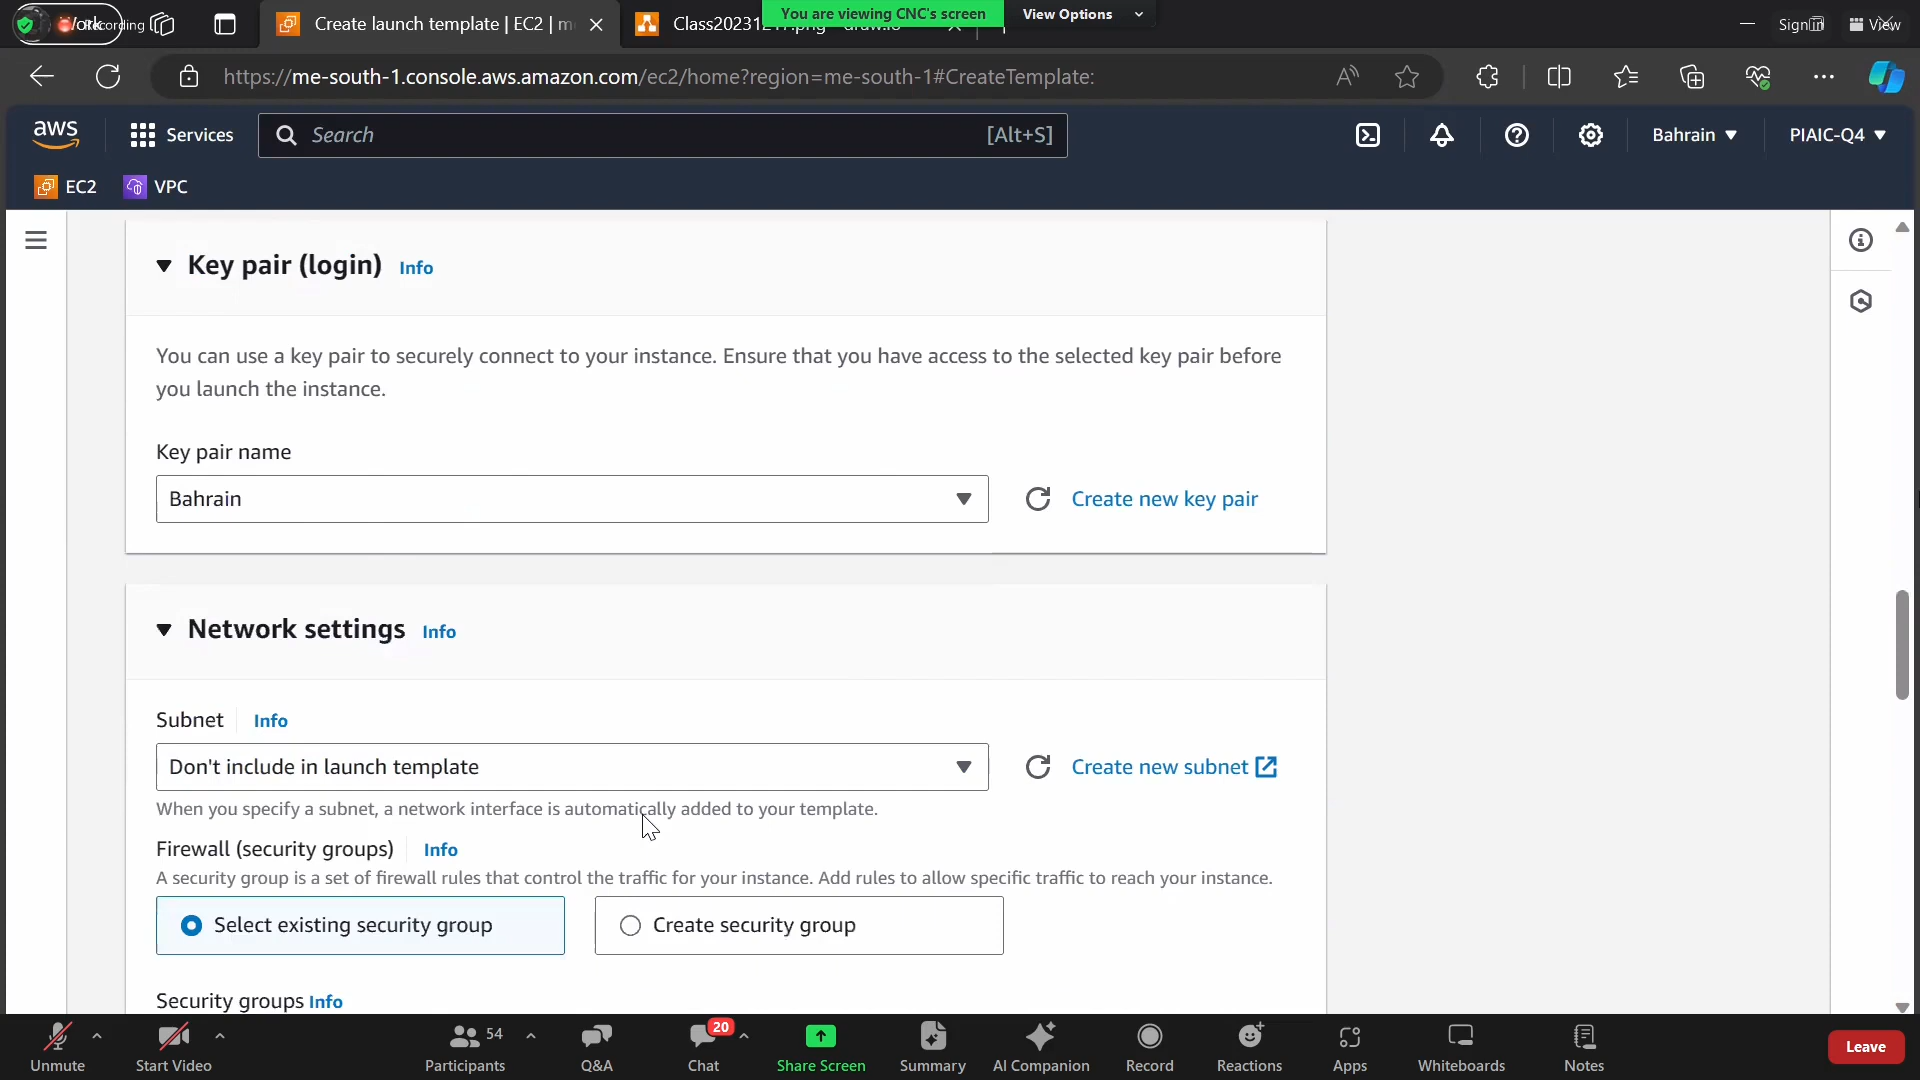 Recording
Create launch template | EC2 | m
You are viewing CNC's screen
View Options
Sign in
View
https://me-south-1.console.aws.amazon.com/ec2/home?region=me-south-1#CreateTemplate:
aws
Services
Search
[Alt+S]
Bahrain
PIAIC-Q4
EC2
VPC
Key pair (login) Info
You can use a key pair to securely connect to your instance. Ensure that you have access to the selected key pair before
you launch the instance.
Key pair name
Bahrain
Create new key pair
Network settings Info
Subnet Info
Don't include in launch template
Create new subnet
When you specify a subnet, a network interface is automatically added to your template.
Firewall (security groups) Info
A security group is a set of firewall rules that control the traffic for your instance. Add rules to allow specific traffic to reach your instance.
Select existing security group
Create security group
Security groups Info
54
20
Unmute
Start Video
Participants
Q&A
Chat
Share Screen
Summary
AI Companion
Record
Reactions
Apps
Whiteboards
Notes
Leave